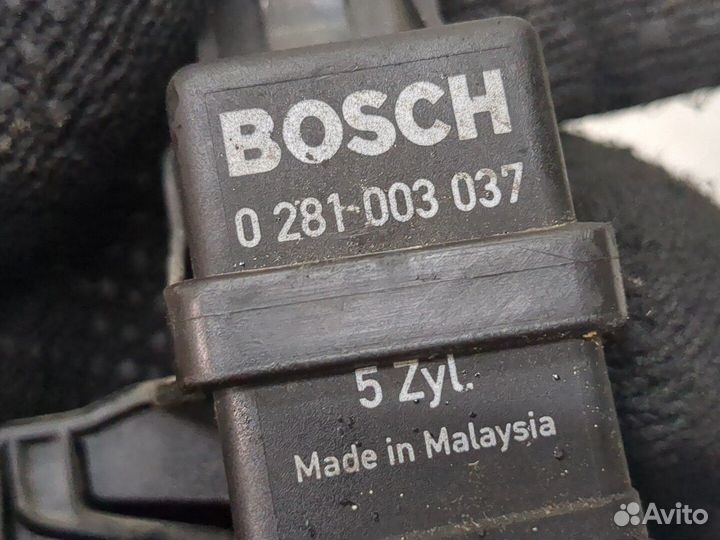 BOSCH
0 281-003 037
5 Zyl.
Made in Malaysia
Avito